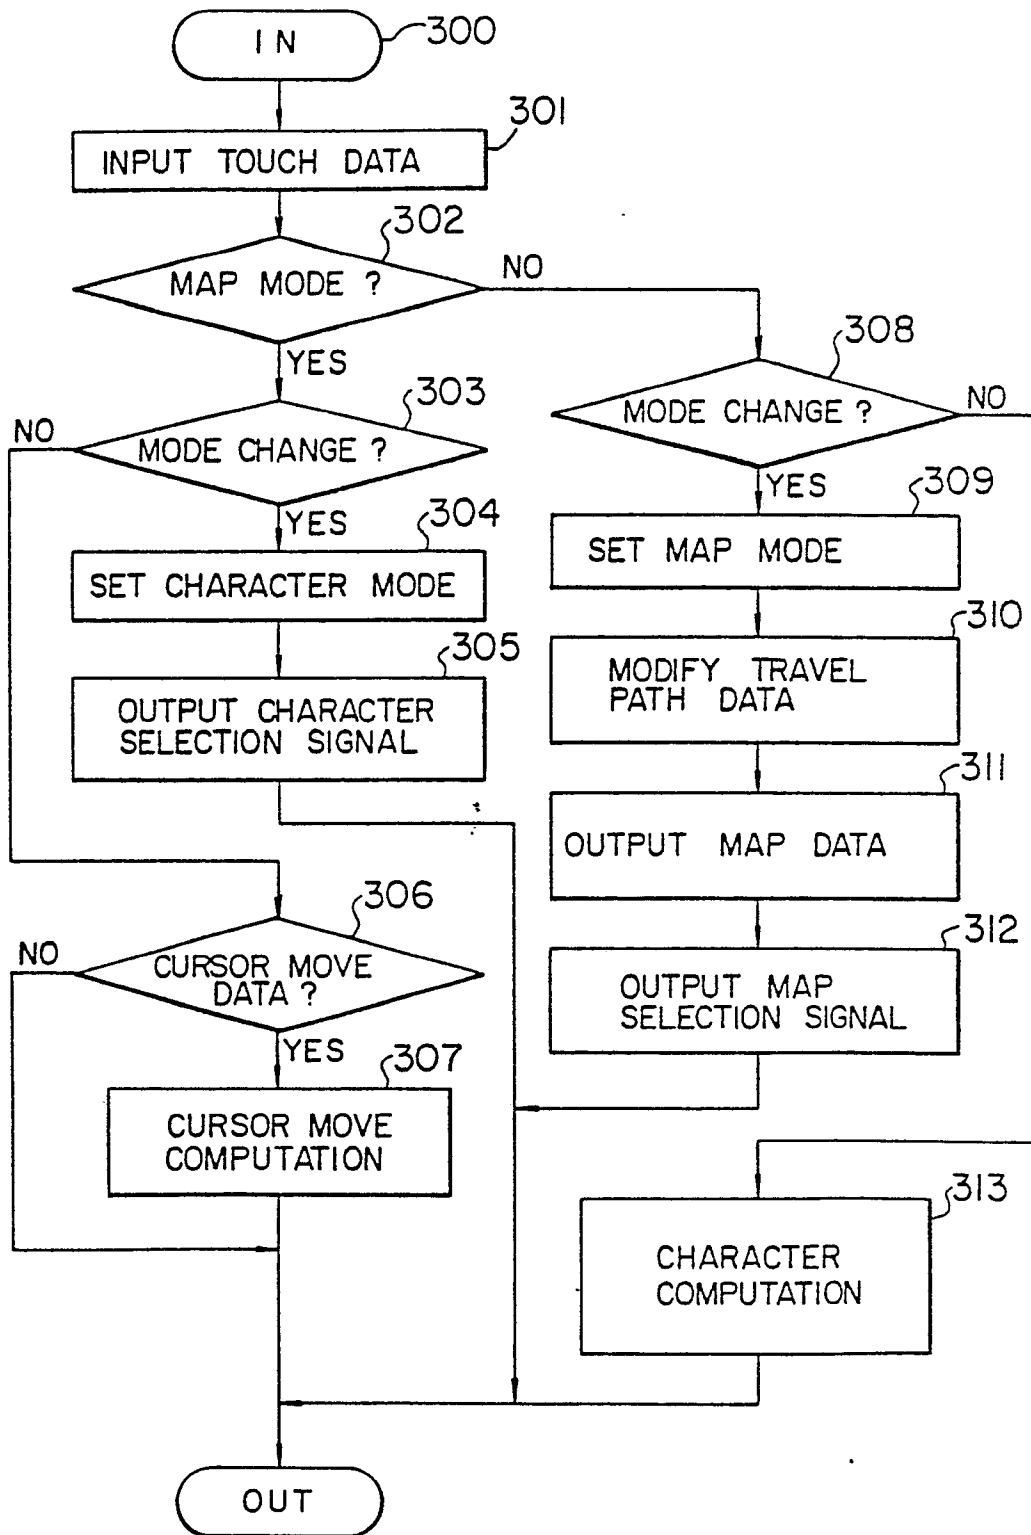 IN
300
301
INPUT TOUCH DATA
302
MAP MODE ?
NO
YES
303
NO
MODE CHANGE ?
YES
304
SET CHARACTER MODE
305
OUTPUT CHARACTER
SELECTION SIGNAL
306
NO
CURSOR MOVE
DATA ?
YES
307
CURSOR MOVE
COMPUTATION
308
MODE CHANGE ?
NO
YES
309
SET MAP MODE
310
MODIFY TRAVEL
PATH DATA
311
OUTPUT MAP DATA
312
OUTPUT MAP
SELECTION SIGNAL
313
CHARACTER
COMPUTATION
OUT